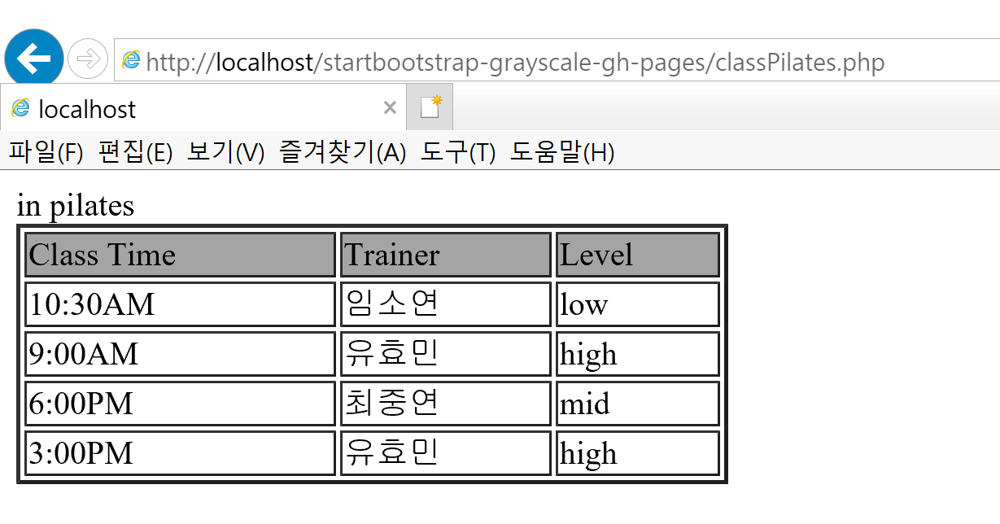 http://localhost/startbootstrap-grayscale-gh-pages/classPilates.php
localhost
파일(F) 편집(E) 보기(V) 즐겨찾기(A) 도구(T) 도움말(H)
in pilates
Class Time Trainer Level
10:30AM 임소연 low
9:00AM 유효민 high
6:00PM 최중연 mid
3:00PM 유효민 high